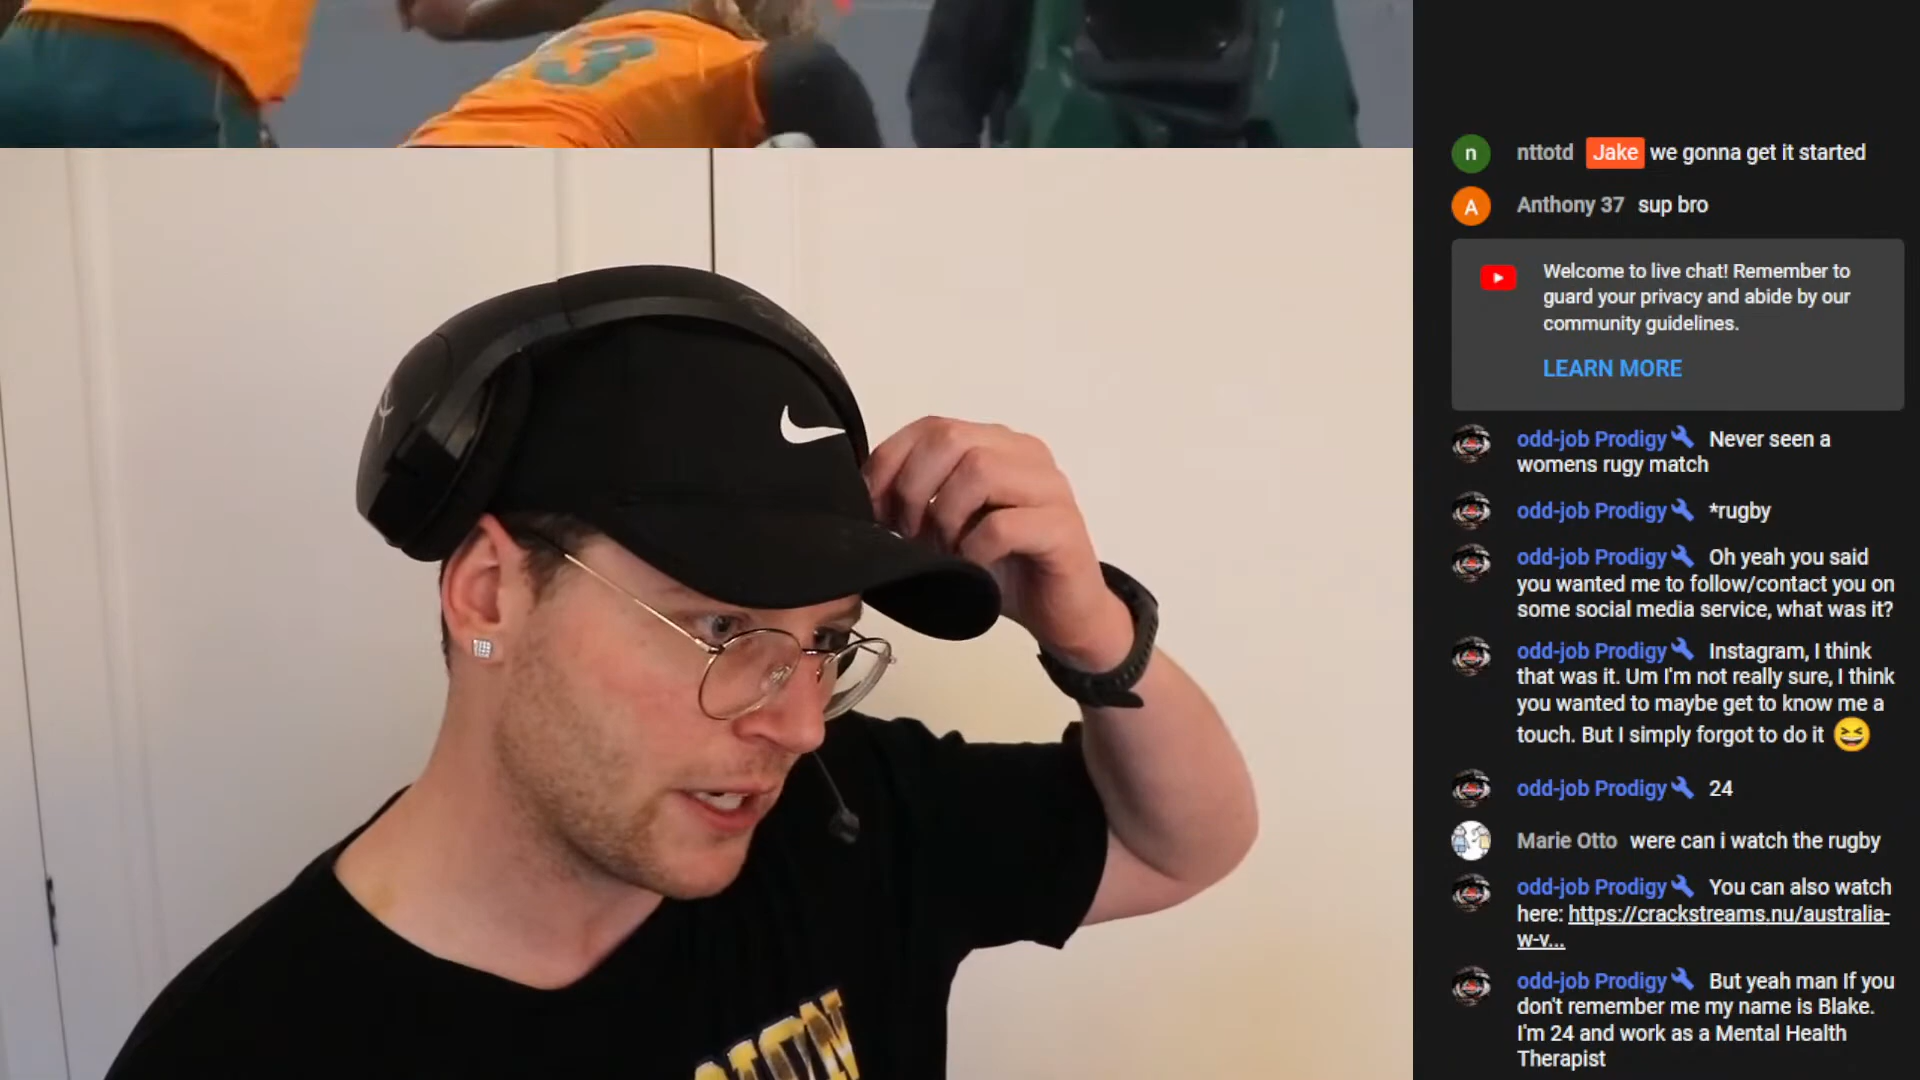 3
n nttotd Jake we gonna get it started
A Anthony 37 sup bro
Welcome to live chat! Remember to
guard your privacy and abide by our
community guidelines.
LEARN MORE
odd-job Prodigy Never seen a
womens rugy match
odd-job Prodigy *rugby
odd-job Prodigy Oh yeah you said
you wanted me to follow/contact you on
some social media service, what was it?
odd-job Prodigy Instagram, I think
that was it. Um I'm not really sure, I think
you wanted to maybe get to know me a
touch. But I simply forgot to do it 😆
odd-job Prodigy 24
Marie Otto were can i watch the rugby
odd-job Prodigy You can also watch
here: https://crackstreams.nu/australia-
w-v...
odd-job Prodigy But yeah man If you
don't remember me my name is Blake.
I'm 24 and work as a Mental Health
Therapist